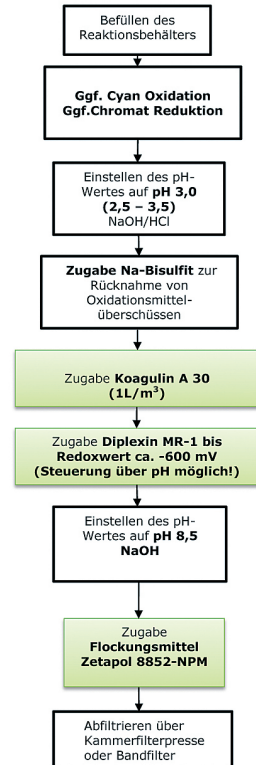 Befüllen des
Reaktionsbehälters
Ggf. Cyan Oxidation
Ggf.Chromat Reduktion
Einstellen des pH-
Wertes auf pH 3,0
(2,5 – 3,5)
NaOH/HCl
Zugabe Na-Bisulfit zur
Rücknahme von
Oxidationsmittel-
überschüssen
Zugabe Koagulin A 30
(1L/m³)
Zugabe Diplexin MR-1 bis
Redoxwert ca. -600 mV
(Steuerung über pH möglich!)
Einstellen des pH-
Wertes auf pH 8,5
NaOH
Zugabe
Flockungsmittel
Zetapol 8852-NPM
Abfiltrieren über
Kammerfilterpresse
oder Bandfilter